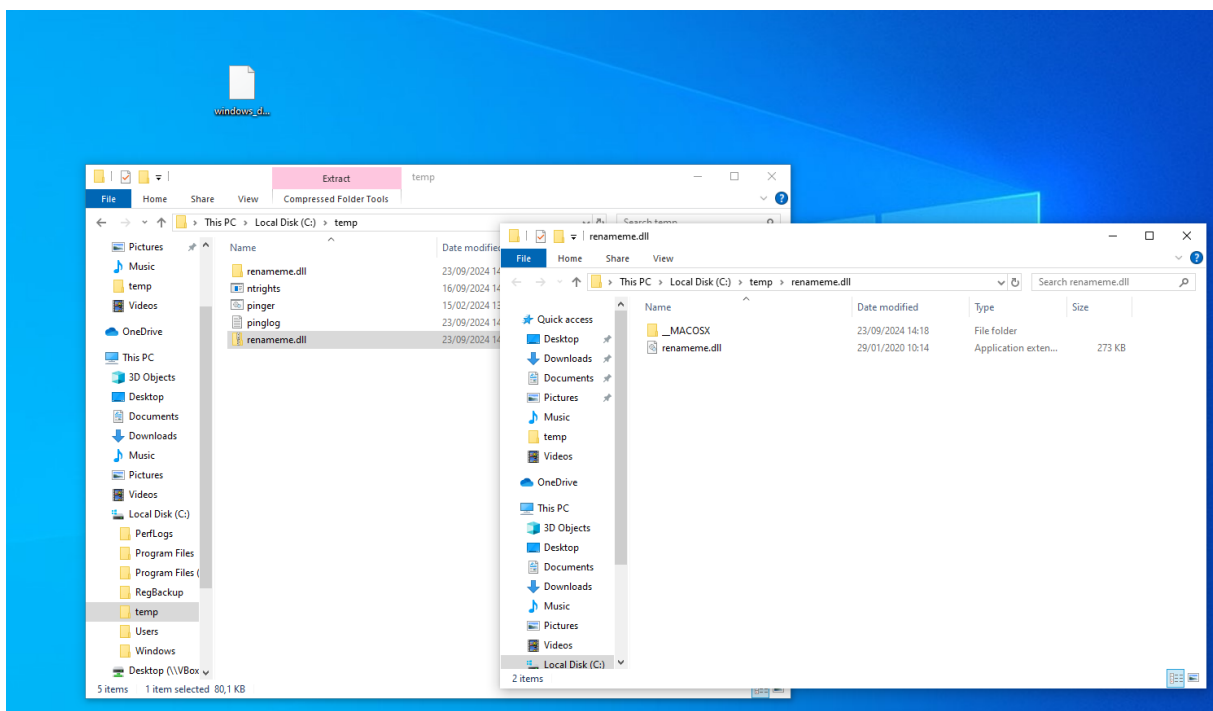 windows_d...
Extract
temp
File
Home
Share
View
Compressed Folder Tools
This PC > Local Disk (C:) > temp
Search temp
Pictures
Music
temp
Videos
OneDrive
This PC
3D Objects
Desktop
Documents
Downloads
Music
Pictures
Videos
Local Disk (C:)
PerfLogs
Program Files
Program Files (
RegBackup
temp
Users
Windows
Desktop (\\VBox
Name
Date modified
renameme.dll
23/09/2024 14
ntrights
16/09/2024 14
pinger
15/02/2024 13
pinglog
23/09/2024 14
renameme.dll
23/09/2024 14
5 items
1 item selected 80,1 KB
renameme.dll
File
Home
Share
View
This PC > Local Disk (C:) > temp > renameme.dll
Search renameme.dll
Quick access
Desktop
Downloads
Documents
Pictures
Music
temp
Videos
OneDrive
This PC
3D Objects
Desktop
Documents
Downloads
Music
Pictures
Videos
Local Disk (C:)
Name
Date modified
Type
Size
__MACOSX
23/09/2024 14:18
File folder
renameme.dll
29/01/2020 10:14
Application exten...
273 KB
2 items